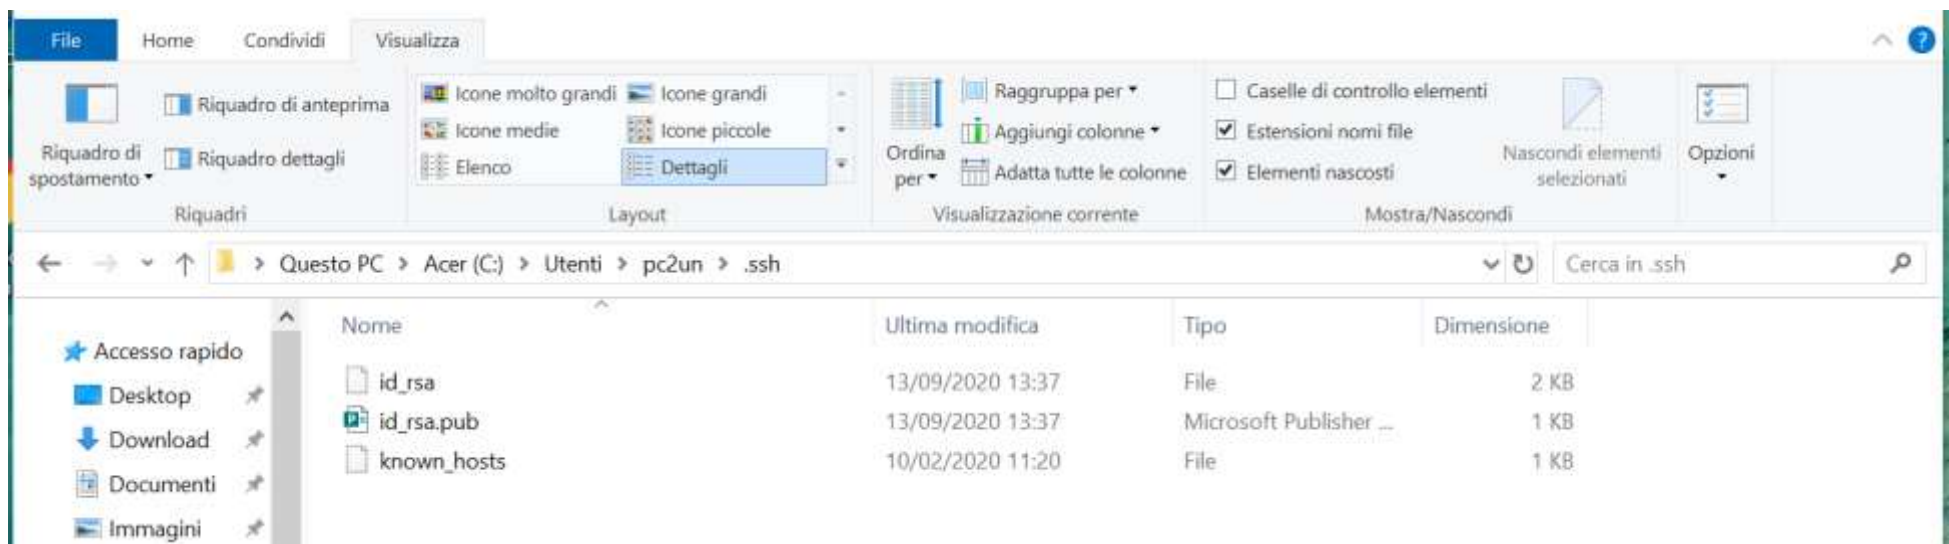 File Home Condividi Visualizza
Riquadro di spostamento
Riquadro di anteprima
Riquadro dettagli
Riquadri
Icone molto grandi Icone grandi
Icone medie Icone piccole
Elenco Dettagli
Layout
Ordina per
Raggruppa per
Aggiungi colonne
Adatta tutte le colonne
Visualizzazione corrente
Caselle di controllo elementi
Estensioni nomi file
Elementi nascosti
Nascondi elementi selezionati
Mostra/Nascondi
Opzioni
Questo PC > Acer (C:) > Utenti > pc2un > .ssh
Cerca in .ssh
Accesso rapido
Desktop
Download
Documenti
Immagini
Nome Ultima modifica Tipo Dimensione
id_rsa 13/09/2020 13:37 File 2 KB
id_rsa.pub 13/09/2020 13:37 Microsoft Publisher ... 1 KB
known_hosts 10/02/2020 11:20 File 1 KB